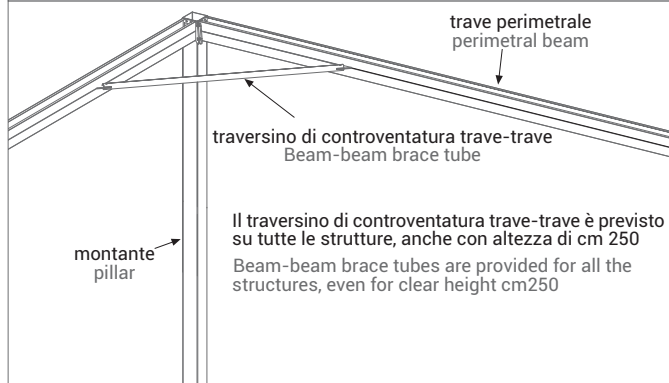 trave perimetrale
perimetral beam
traversino di controventatura trave-trave
Beam-beam brace tube
Il traversino di controventatura trave-trave è previsto
su tutte le strutture, anche con altezza di cm 250
montante
pillar
Beam-beam brace tubes are provided for all the
structures, even for clear height cm250